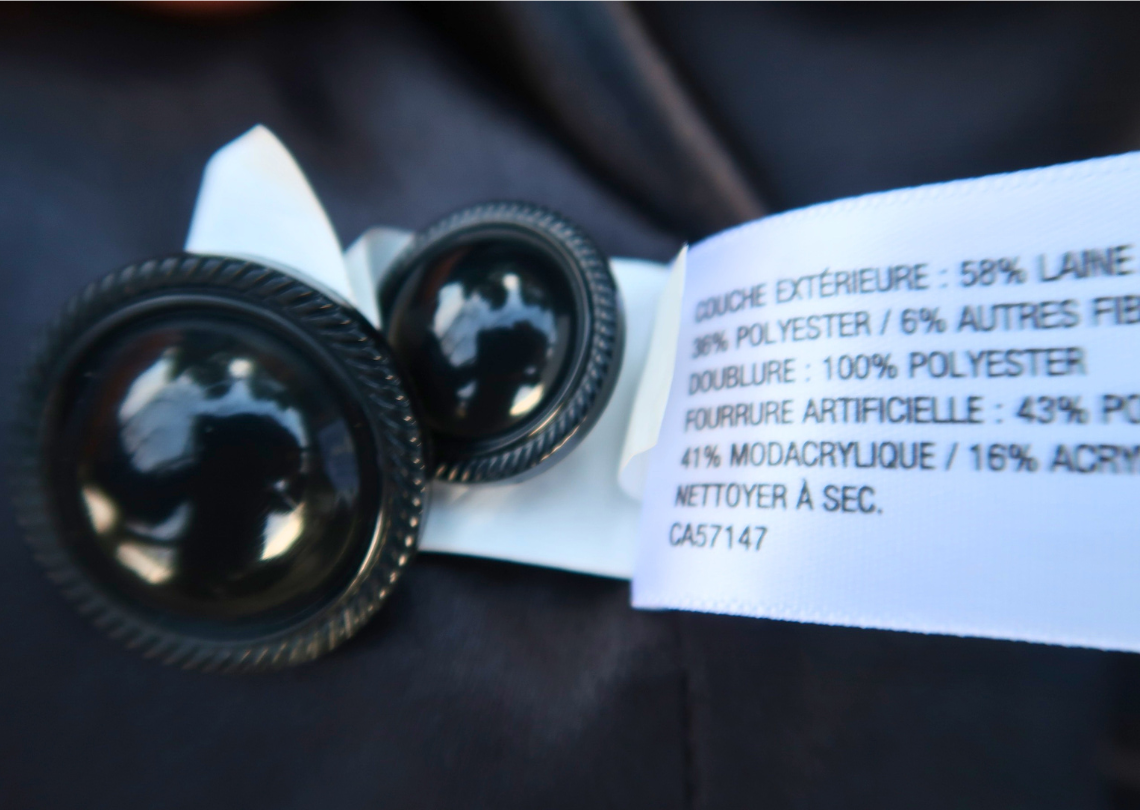 COUCHE EXTÉRIEURE : 58% LAINE
36% POLYESTER / 6% AUTRES
DOUBLURE : 100% POLYESTER
FOURRURE ARTIFICIELLE : 43%
41% MODACRYLIQUE / 16%
NETTOYER À SEC.
CA57147